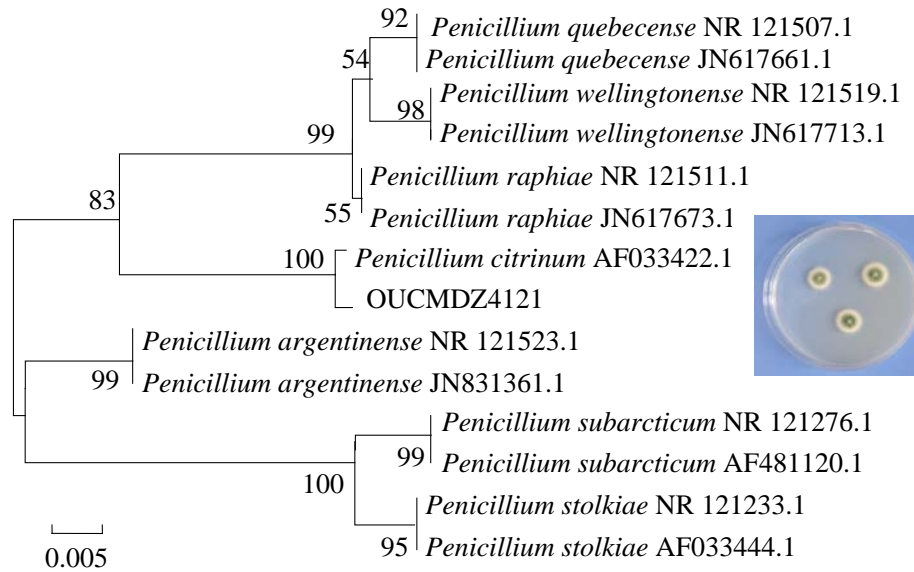 92
Penicillium quebecense NR 121507.1
54
Penicillium quebecense JN617661.1
Penicillium wellingtonense NR 121519.1
98
Penicillium wellingtonense JN617713.1
99
Penicillium raphiae NR 121511.1
83
55
Penicillium raphiae JN617673.1
100
Penicillium citrinum AF033422.1
OUCMDZ4121
Penicillium argentinense NR 121523.1
99
Penicillium argentinense JN831361.1
Penicillium subarcticum NR 121276.1
99
Penicillium subarcticum AF481120.1
100
Penicillium stolkiae NR 121233.1
95
Penicillium stolkiae AF033444.1
0.005